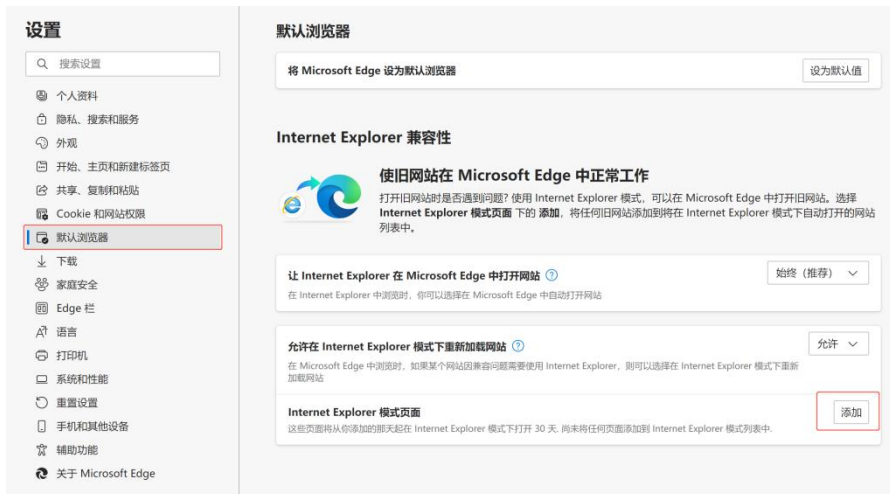 设置
搜索设置
个人资料
隐私、搜索和服务
外观
开始、主页和新建标签页
共享、复制和粘贴
Cookie 和网站权限
默认浏览器
下载
家庭安全
Edge 栏
语言
打印机
系统和性能
重置设置
手机和其他设备
辅助功能
关于 Microsoft Edge
默认浏览器
将 Microsoft Edge 设为默认浏览器
设为默认值
Internet Explorer 兼容性
使旧网站在 Microsoft Edge 中正常工作
打开旧网站时是否遇到问题? 使用 Internet Explorer 模式，可以在 Microsoft Edge 中打开旧网站。选择
Internet Explorer 模式页面 下的 添加，将任何旧网站添加到将在 Internet Explorer 模式下自动打开的网站
列表中。
让 Internet Explorer 在 Microsoft Edge 中打开网站
始终（推荐）
在 Internet Explorer 中浏览时，你可以选择在 Microsoft Edge 中自动打开网站
允许在 Internet Explorer 模式下重新加载网站
允许
在 Microsoft Edge 中浏览时，如果某个网站因兼容问题需要使用 Internet Explorer，则可以选择在 Internet Explorer 模式下重新
加载网站
Internet Explorer 模式页面
添加
这些页面将从你添加的那天起在 Internet Explorer 模式下打开 30 天. 尚未将任何页面添加到 Internet Explorer 模式列表中.